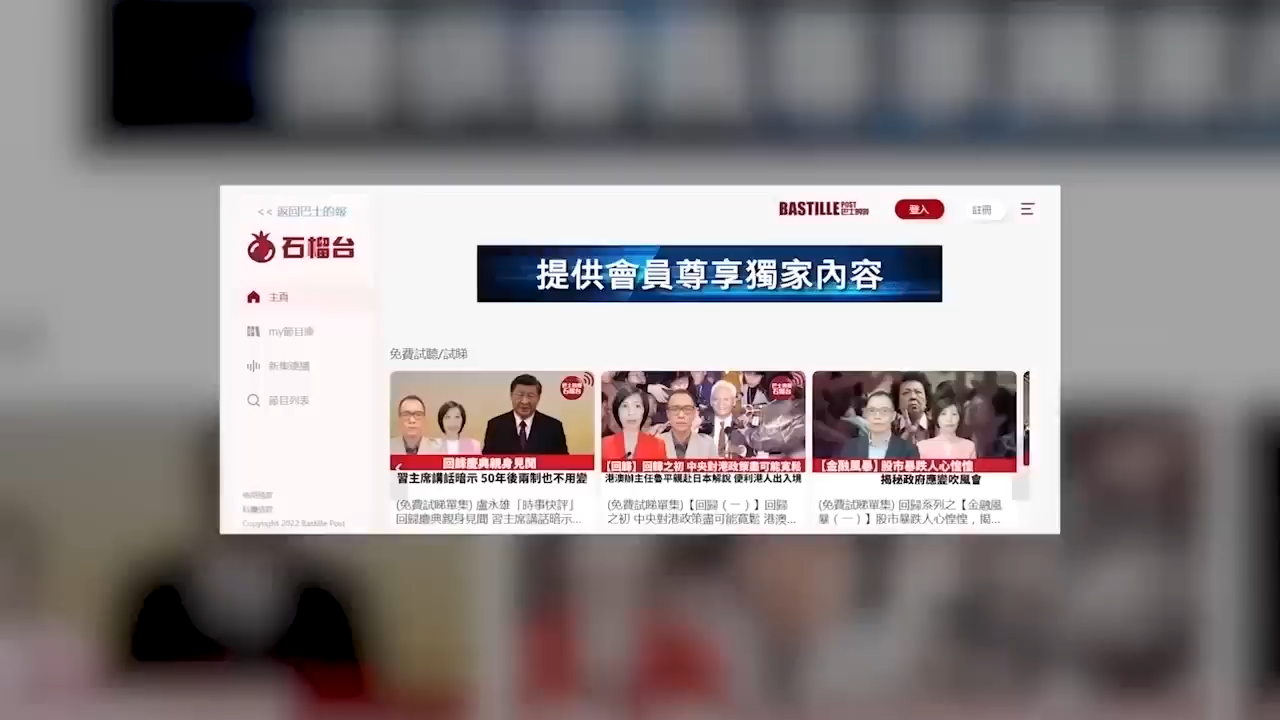 << 返回巴士的報
石榴台
主頁
my節目庫
新集速遞
節目列表
Copyright 2022 Bastille Post
BASTILLE POST 巴士的報
登入
註冊
提供會員尊享獨家內容
免費試聽/試睇
回歸慶典親身見聞
習主席講話暗示 50年後兩制也不用變
(免費試睇單集) 盧永雄「時事快評」
回歸慶典親身見聞 習主席講話暗示...
【回歸】回歸之初 中央對港政策盡可能寬鬆
港澳辦主任魯平親赴日本解說 便利港人出入境
(免費試睇單集)【回歸（一）】回歸
之初 中央對港政策盡可能寬鬆 港澳...
【金融風暴】股市暴跌人心惶惶
揭秘政府應變吹風會
(免費試睇單集) 回歸系列之【金融風
暴（一）】股市暴跌人心惶惶，揭...